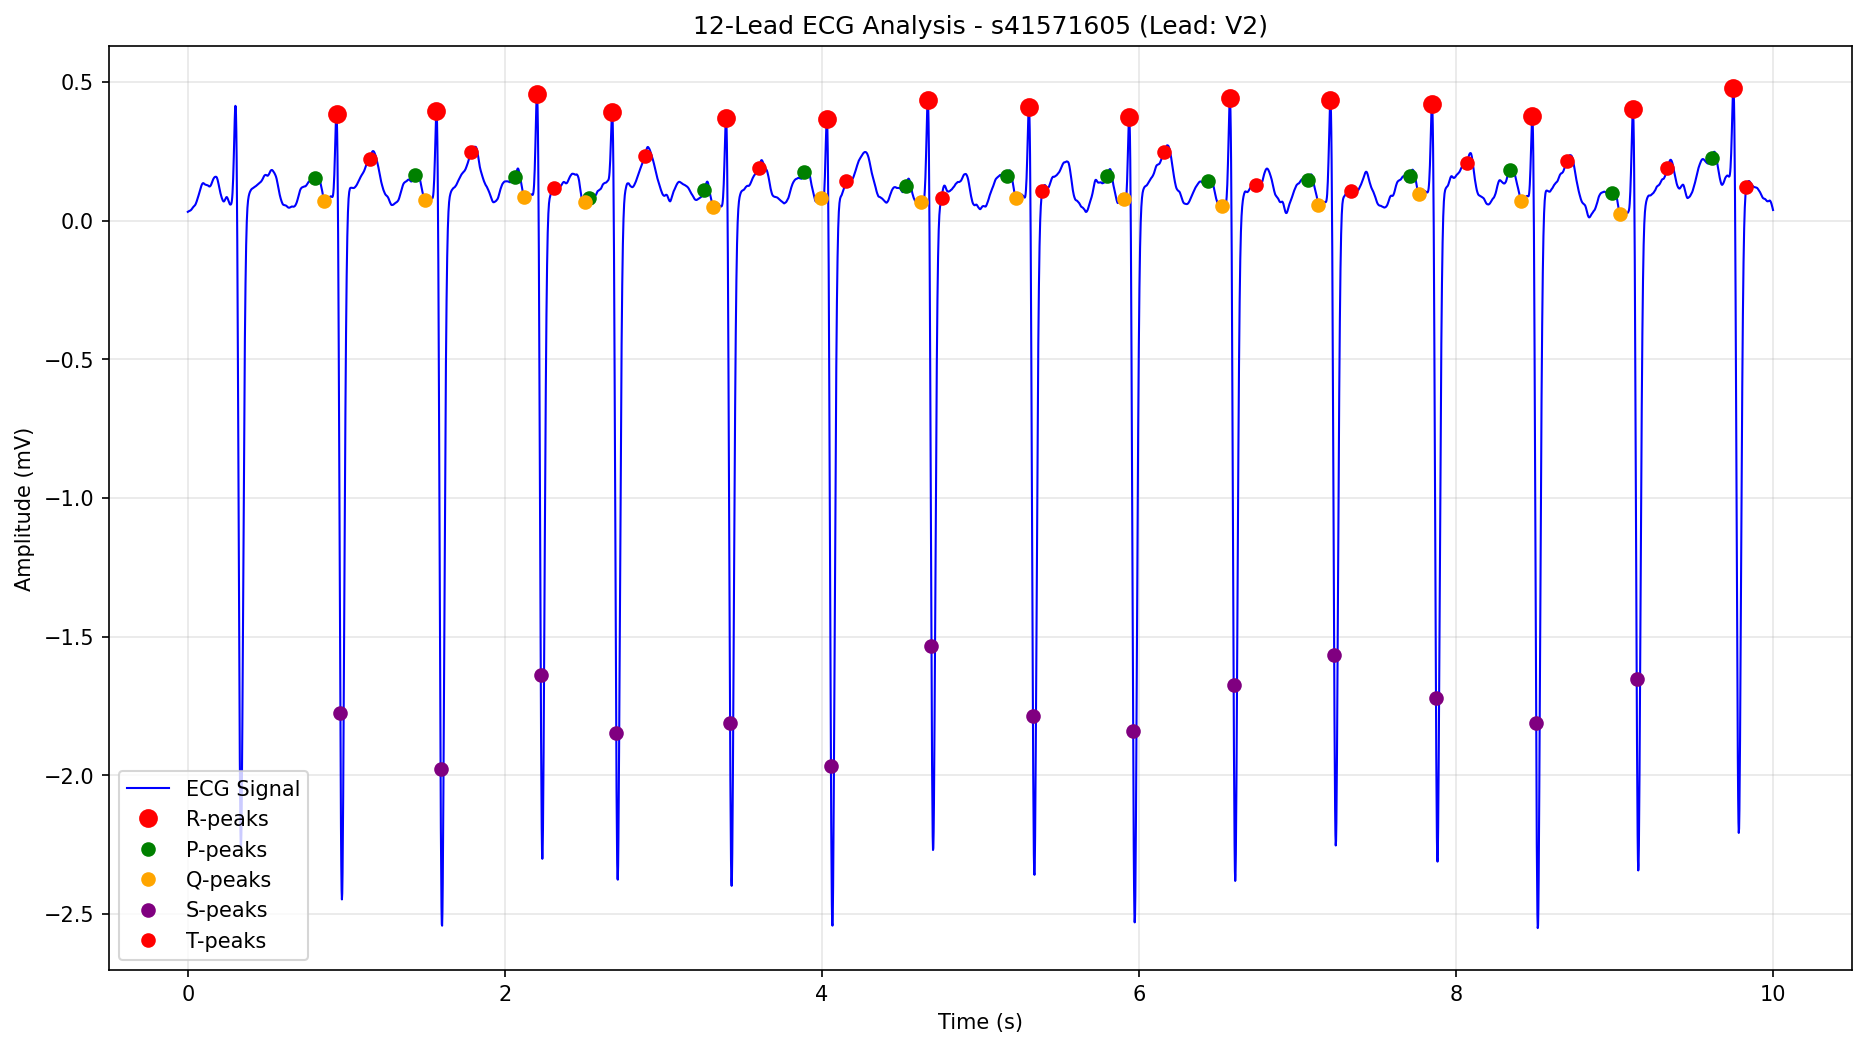 12-Lead ECG Analysis - s41571605 (Lead: V2)
0.5
0.0
−0.5
−1.0
−1.5
−2.0
−2.5
Amplitude (mV)
ECG Signal
R-peaks
P-peaks
Q-peaks
S-peaks
T-peaks
0 2 4 6 8 10
Time (s)